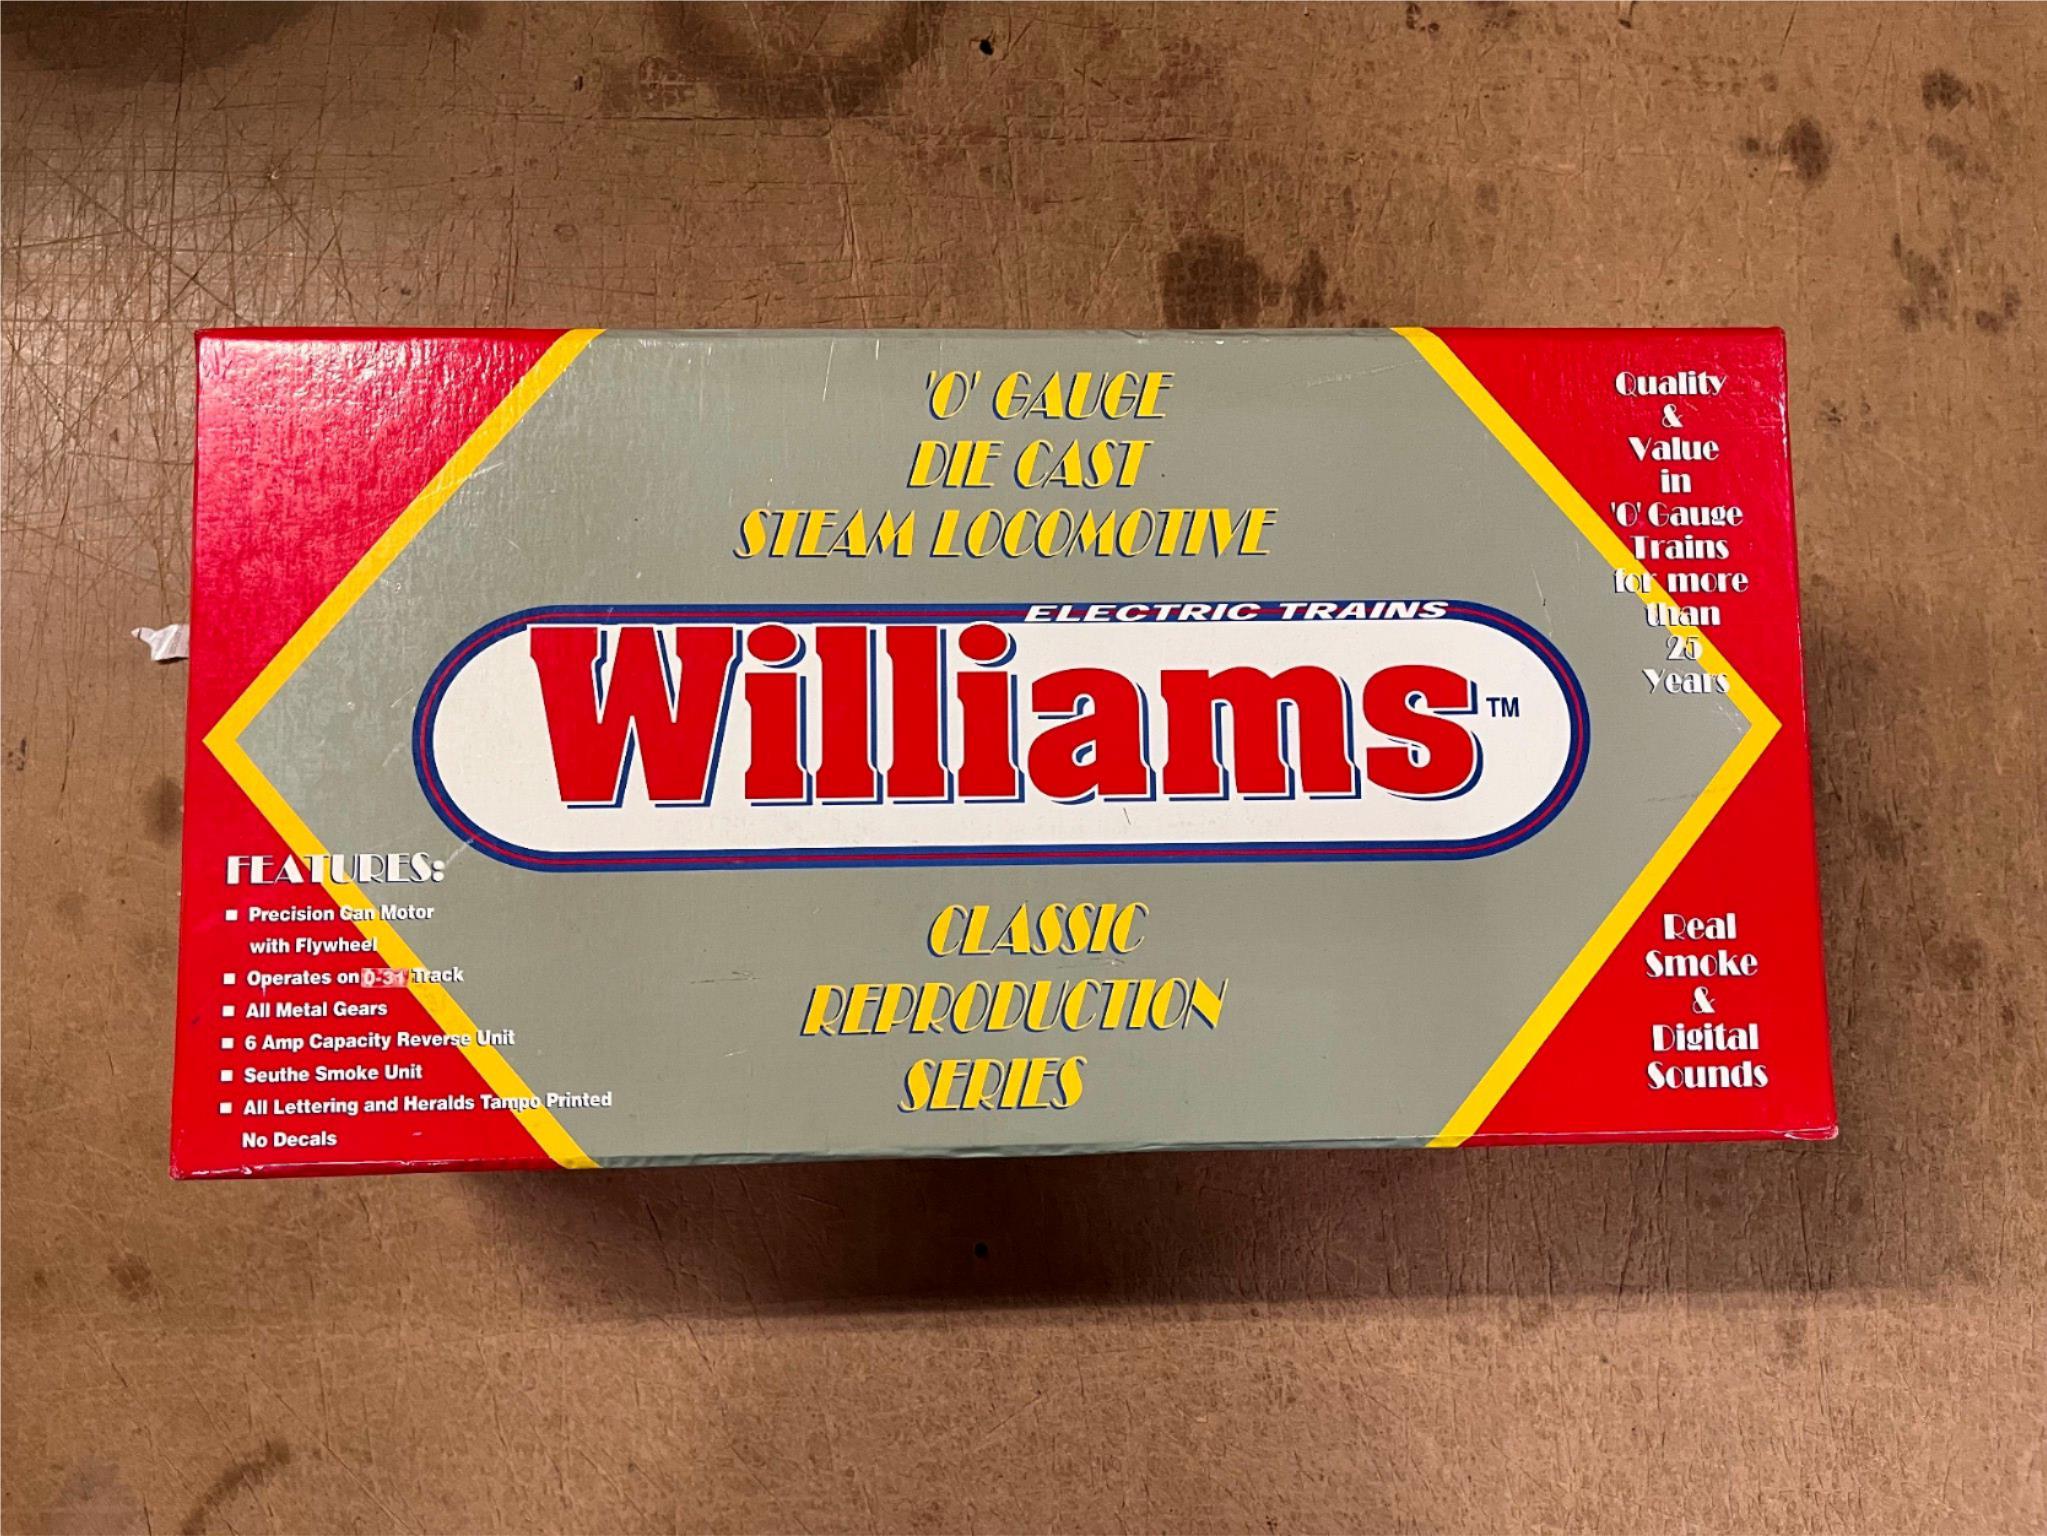 'O' GAUGE
DIE CAST
STEAM LOCOMOTIVE
Quality
&
Value
in
'O' Gauge
Trains
for more
than
25
Years
ELECTRIC TRAINS
Williams™
FEATURES:
■ Precision Can Motor
with Flywheel
■ Operates on 0-31 Track
■ All Metal Gears
■ 6 Amp Capacity Reverse Unit
■ Seuthe Smoke Unit
■ All Lettering and Heralds Tampo Printed
No Decals
CLASSIC
REPRODUCTION
SERIES
Real
Smoke
&
Digital
Sounds